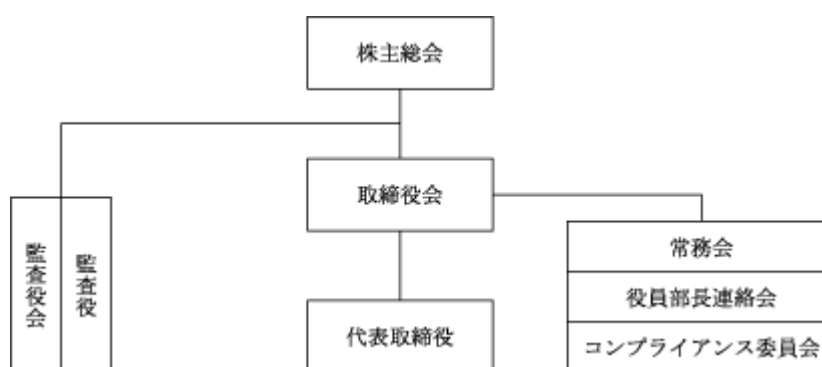 株主総会
取締役会
監査役会
監査役
常務会
役員部長連絡会
代表取締役
コンプライアンス委員会